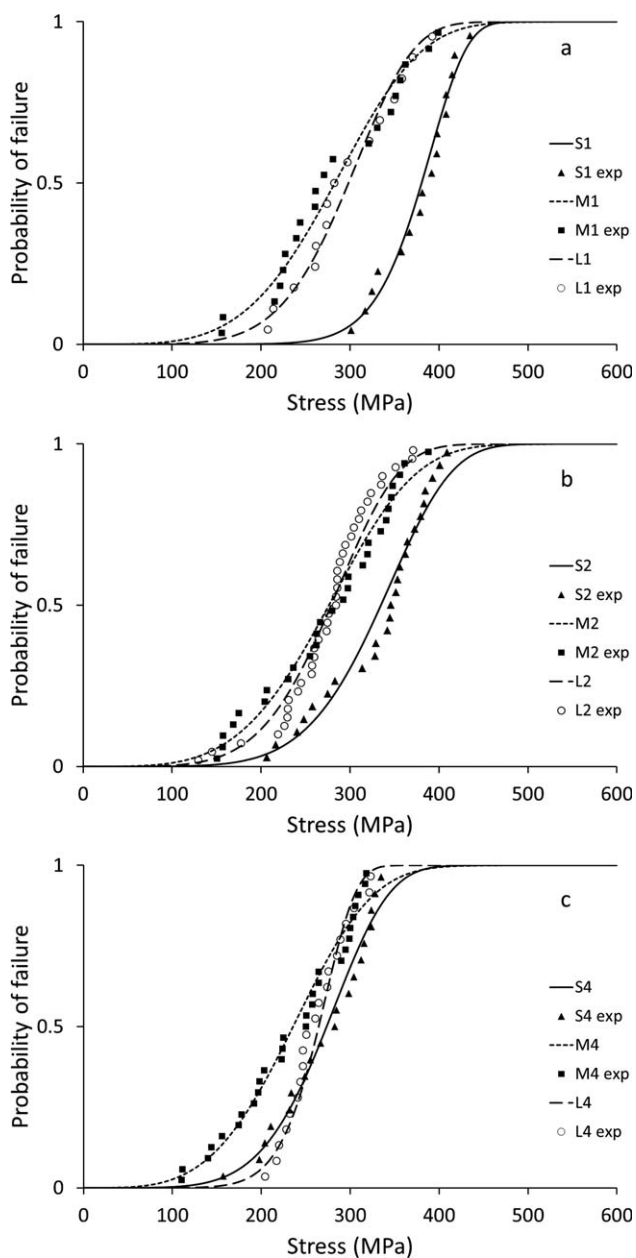 1
a
Probability of failure
S1
S1 exp
M1
0.5
M1 exp
L1
L1 exp
0
0 100 200 300 400 500 600
Stress (MPa)
1
b
Probability of failure
S2
S2 exp
M2
0.5
M2 exp
L2
L2 exp
0
0 100 200 300 400 500 600
Stress (MPa)
1
c
Probability of failure
S4
S4 exp
0.5
M4
M4 exp
L4
L4 exp
0
0 100 200 300 400 500 600
Stress (MPa)